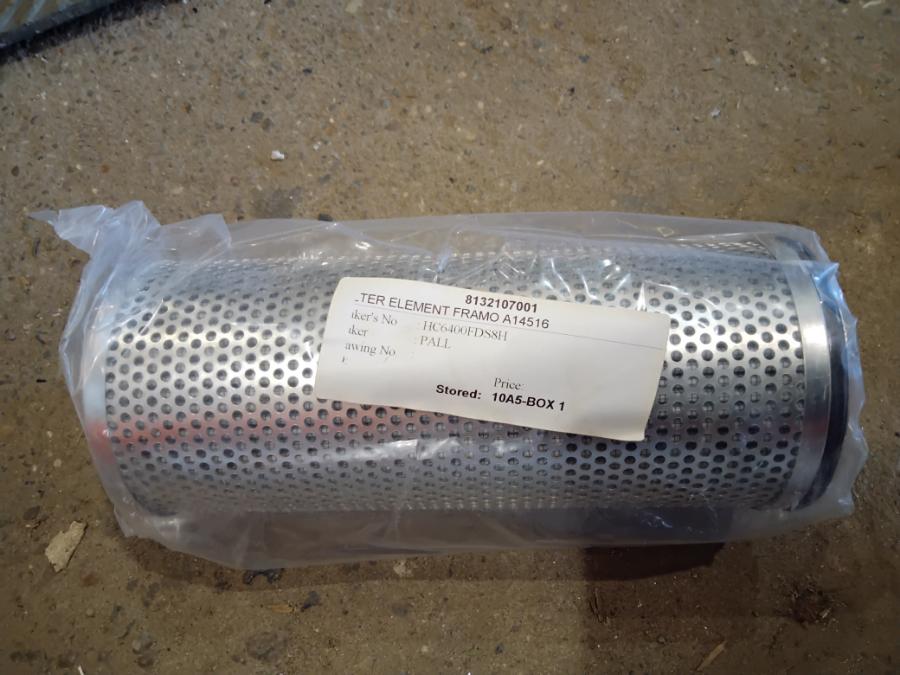 8132107001
TER ELEMENT FRAMO A14516
ker's No : HC6400FDS8H
ker : PALL
awing No :
Price:
Stored: 10A5-BOX 1